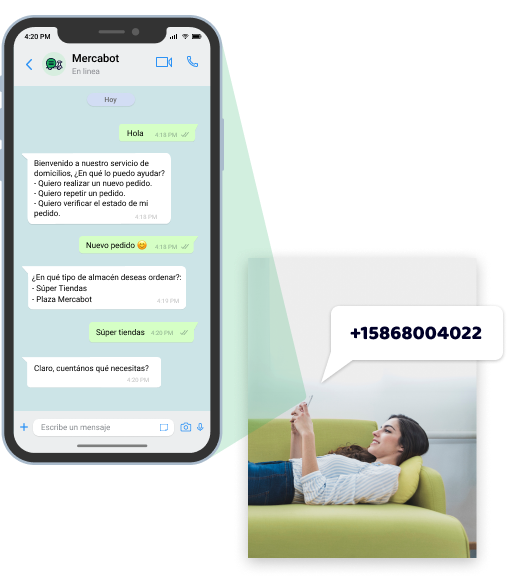 4:20 PM
Mercabot
En línea
Hoy
Hola 4:18 PM
Bienvenido a nuestro servicio de
domicilios, ¿En qué lo puedo ayudar?
- Quiero realizar un nuevo pedido.
- Quiero repetir un pedido.
- Quiero verificar el estado de mi
pedido.
4:18 PM
Nuevo pedido 😊 4:18 PM
¿En qué tipo de almacén deseas ordenar?:
- Súper Tiendas
- Plaza Mercabot
4:19 PM
Súper tiendas 4:20 PM
Claro, cuéntanos qué necesitas?
4:20 PM
Escribe un mensaje
+15868004022